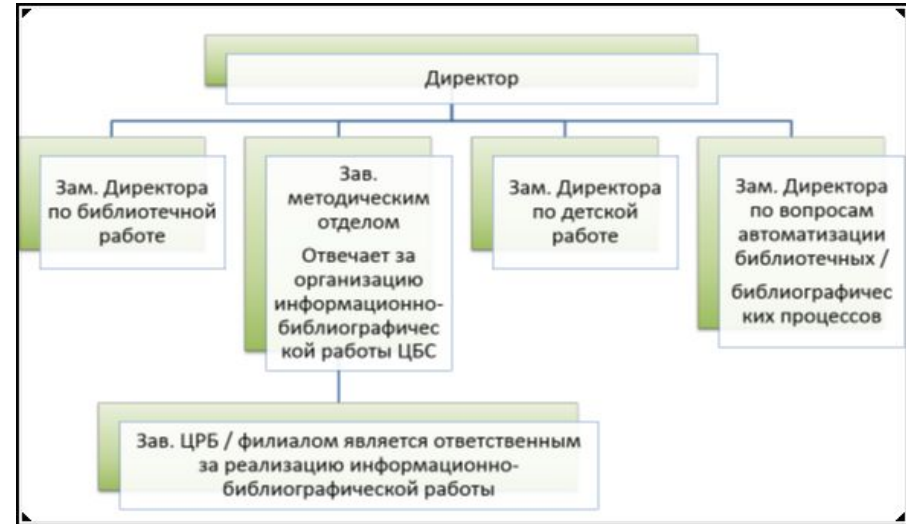 Директор
Зам. Директора
по библиотечной
работе
Зав.
методическим
отделом
Отвечает за
организацию
информационно-
библиографичес
кой работы ЦБС
Зам. Директора
по детской
работе
Зам. Директора
по вопросам
автоматизации
библиотечных /
библиографичес
ких процессов
Зав. ЦРБ / филиалом является ответственным
за реализацию информационно-
библиографической работы